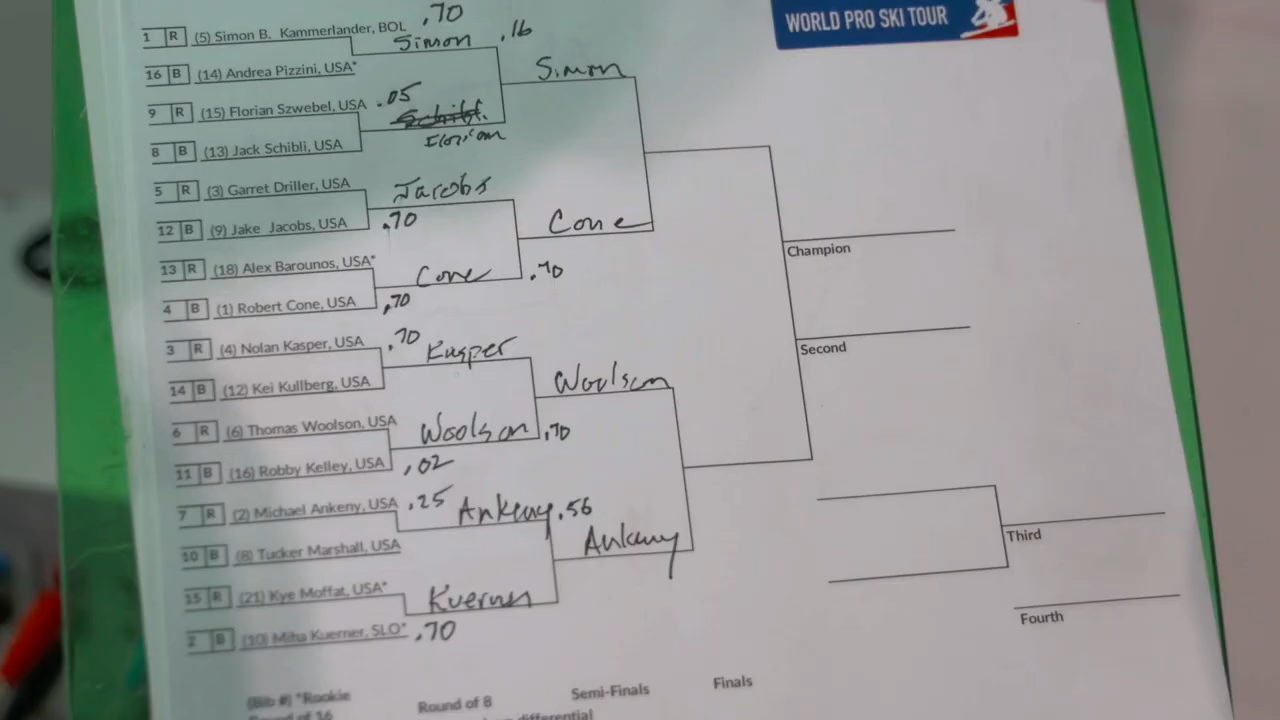 WORLD PRO SKI TOUR
1 R (5) Simon B. Kammerlander, BOL .70
Simon .16
16 B (14) Andrea Pizzini, USA*
Simon
9 R (15) Florian Szwebel, USA .05
Florian
8 B (13) Jack Schibli, USA
5 R (3) Garret Driller, USA
Jacobs
12 B (9) Jake Jacobs, USA .70
Cone
13 R (18) Alex Barounos, USA*
Cone .70
4 B (1) Robert Cone, USA .70
Champion
3 R (4) Nolan Kasper, USA .70
Kasper
Second
14 B (12) Kei Kullberg, USA
Woolson
6 R (6) Thomas Woolson, USA
Woolson .70
11 B (16) Robby Kelley, USA .02
7 R (2) Michael Ankeny, USA .25
Ankeny .56
10 B (8) Tucker Marshall, USA
Ankeny
Third
15 R (21) Kye Moffat, USA*
Kuerner
2 B (10) Miha Kuerner, SLO* .70
Fourth
(Bib #) *Rookie
Round of 16
Round of 8
Semi-Finals
Finals
differential